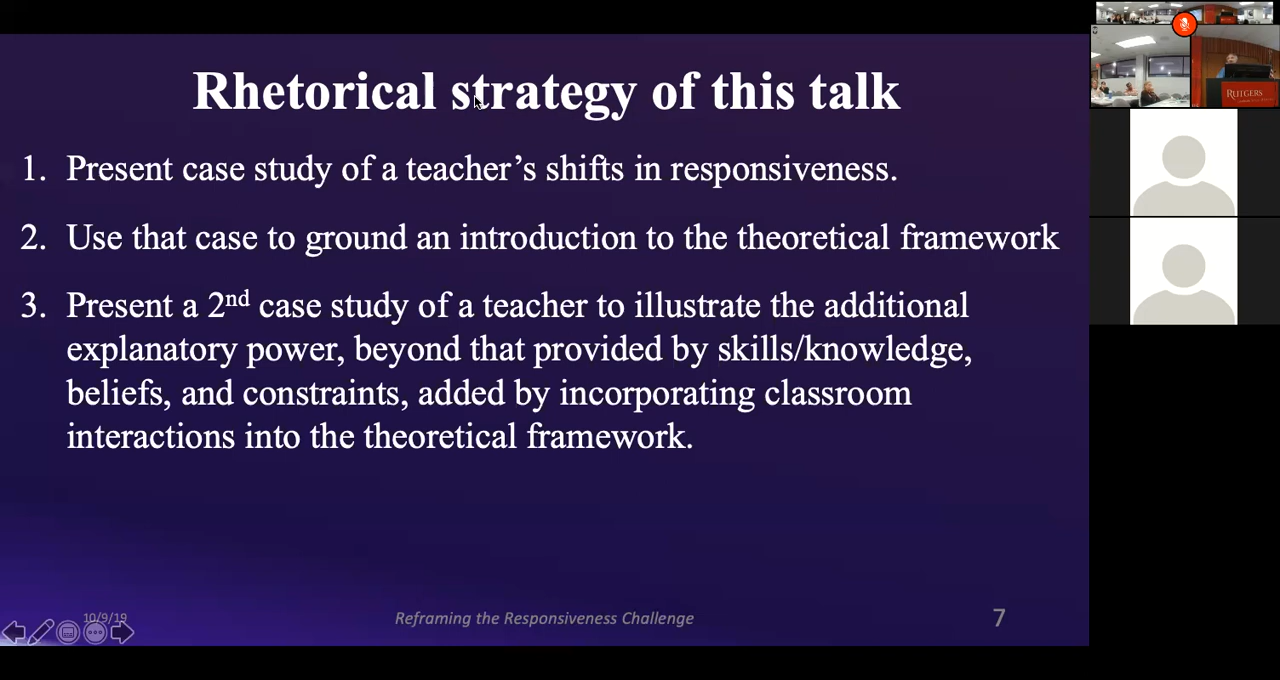 Rhetorical strategy of this talk
1. Present case study of a teacher’s shifts in responsiveness.
2. Use that case to ground an introduction to the theoretical framework
3. Present a 2nd case study of a teacher to illustrate the additional
explanatory power, beyond that provided by skills/knowledge,
beliefs, and constraints, added by incorporating classroom
interactions into the theoretical framework.
10/9/19
Reframing the Responsiveness Challenge
7
RUTGERS